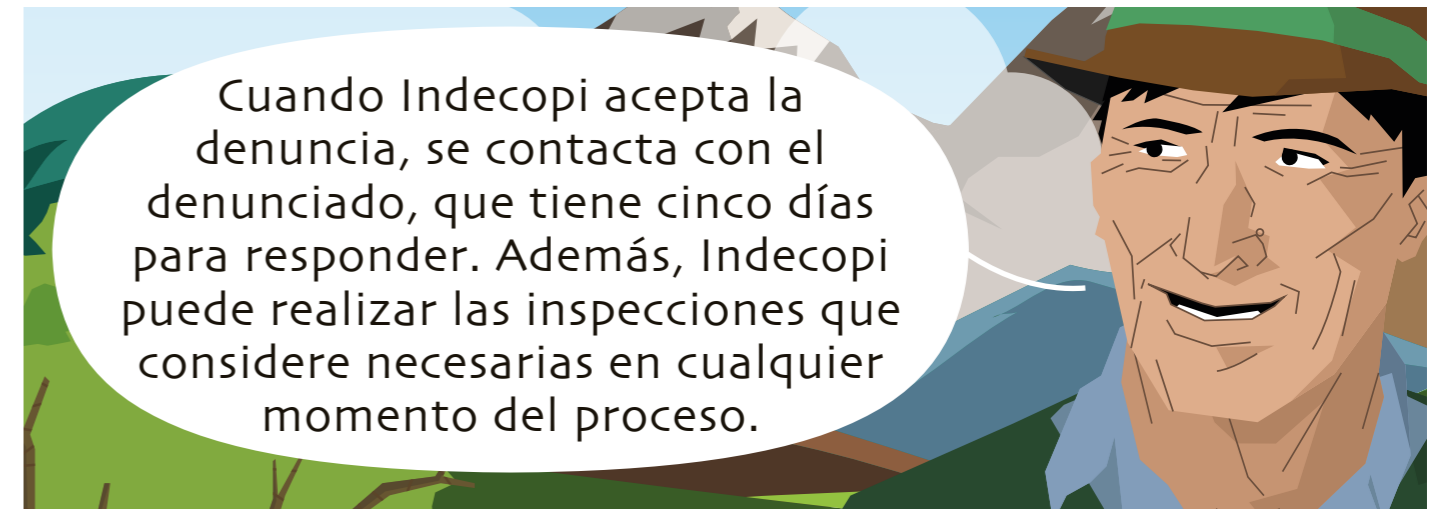 Cuando Indecopi acepta la
denuncia, se contacta con el
denunciado, que tiene cinco días
para responder. Además, Indecopi
puede realizar las inspecciones que
considere necesarias en cualquier
momento del proceso.